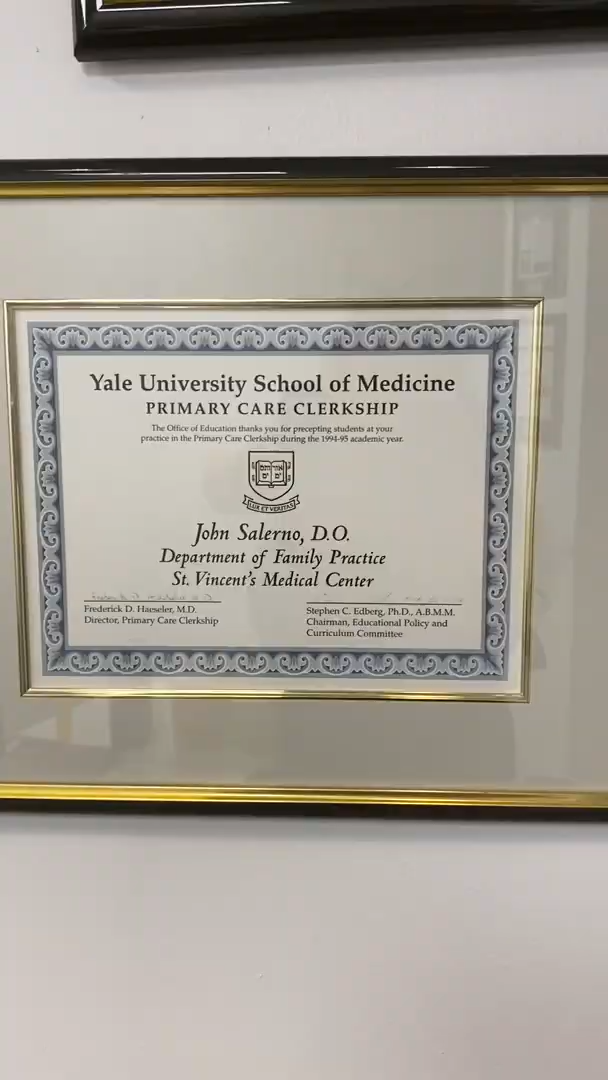 Yale University School of Medicine
PRIMARY CARE CLERKSHIP
The Office of Education thanks you for precepting students at your
practice in the Primary Care Clerkship during the 1994-95 academic year.
LUX ET VERITAS
John Salerno, D.O.
Department of Family Practice
St. Vincent's Medical Center
Frederick D. Haeseler, M.D.
Director, Primary Care Clerkship
Stephen C. Edberg, Ph.D., A.B.M.M.
Chairman, Educational Policy and
Curriculum Committee